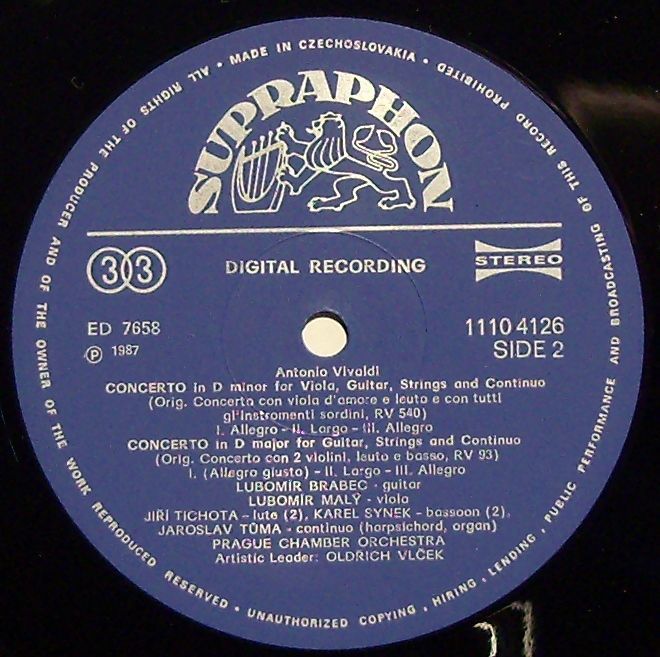 MADE IN CZECHOSLOVAKIA • ALL RIGHTS OF THE PRODUCER AND OF THE OWNER OF THE WORK REPRODUCED RESERVED • UNAUTHORIZED COPYING, HIRING, LENDING, PUBLIC PERFORMANCE AND BROADCASTING OF THIS RECORD PROHIBITED •
SUPRAPHON
33
DIGITAL RECORDING
STEREO
ED 7658
1110 4126
℗ 1987
SIDE 2
Antonio Vivaldi
CONCERTO in D minor for Viola, Guitar, Strings and Continuo
(Orig. Concerto con viola d'amore e leuto e con tutti
gl'instromenti sordini, RV 540)
I. Allegro - II. Largo - III. Allegro
CONCERTO in D major for Guitar, Strings and Continuo
(Orig. Concerto con 2 violini, leuto e basso, RV 93)
I. (Allegro giusto) - II. Largo - III. Allegro
LUBOMÍR BRABEC - guitar
LUBOMÍR MALÝ - viola
JIŘÍ TICHOTA - lute (2), KAREL SYNEK - bassoon (2),
JAROSLAV TŮMA - continuo (harpsichord, organ)
PRAGUE CHAMBER ORCHESTRA
Artistic Leader: OLDRICH VLČEK